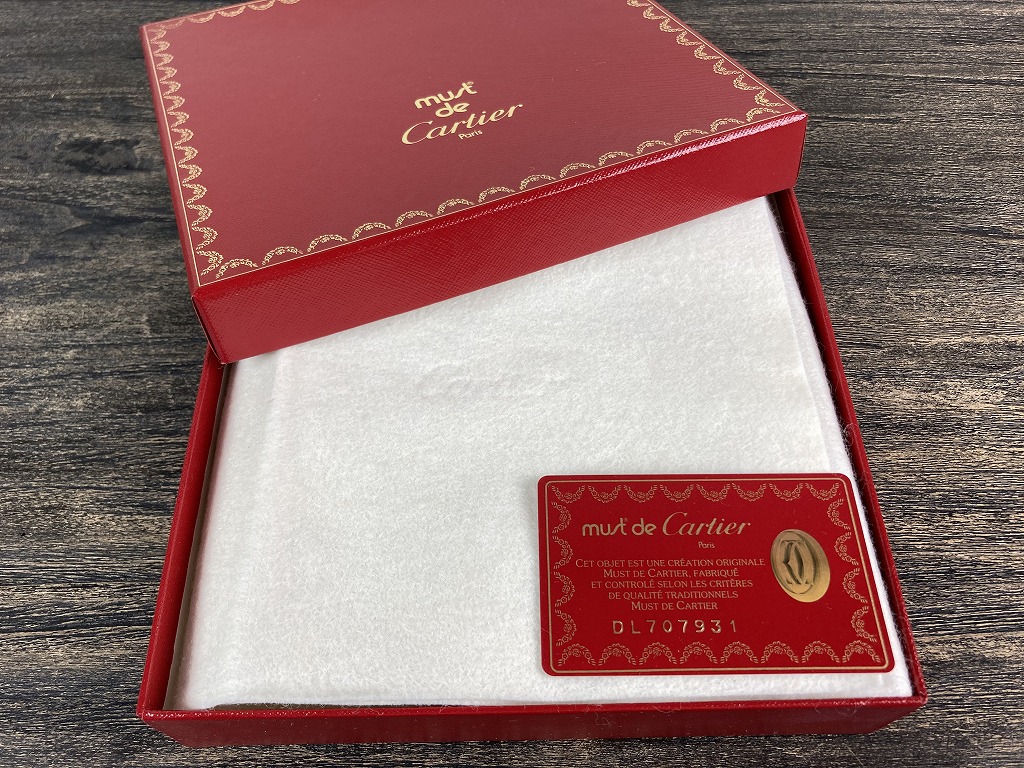 must de
Cartier
Paris
Cartier
must de Cartier
Paris
CET OBJET EST UNE CRÉATION ORIGINALE
MUST DE CARTIER, FABRIQUÉ
ET CONTROLÉ SELON LES CRITÈRES
DE QUALITÉ TRADITIONNELS
MUST DE CARTIER
DL707931